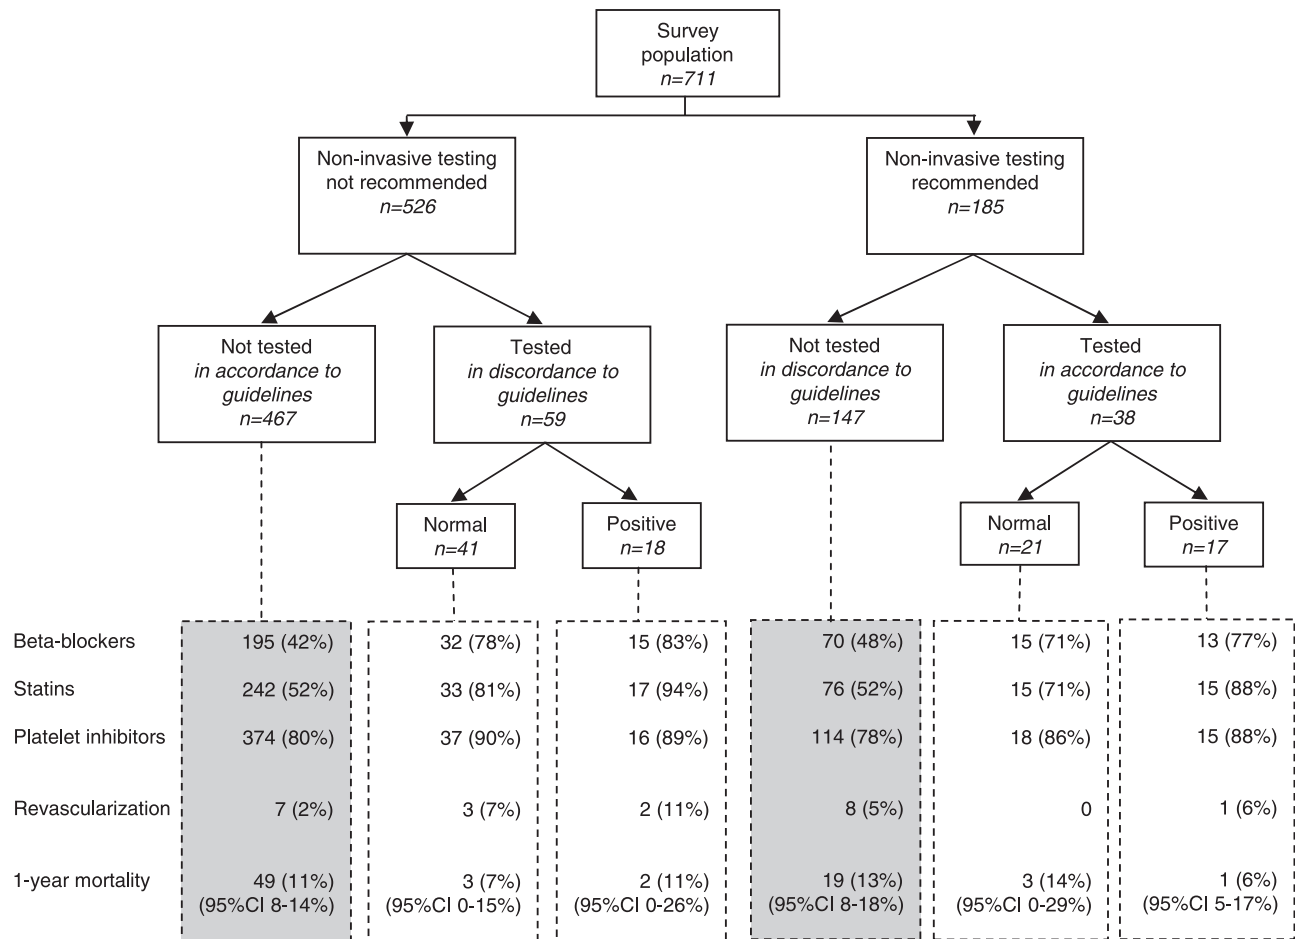 Survey
population
n=711
Non-invasive testing
not recommended
n=526
Non-invasive testing
recommended
n=185
Not tested
in accordance to
guidelines
n=467
Tested
in discordance to
guidelines
n=59
Not tested
in discordance to
guidelines
n=147
Tested
in accordance to
guidelines
n=38
Normal
n=41
Positive
n=18
Normal
n=21
Positive
n=17
Beta-blockers 195 (42%) 32 (78%) 15 (83%) 70 (48%) 15 (71%) 13 (77%)
Statins 242 (52%) 33 (81%) 17 (94%) 76 (52%) 15 (71%) 15 (88%)
Platelet inhibitors 374 (80%) 37 (90%) 16 (89%) 114 (78%) 18 (86%) 15 (88%)
Revascularization 7 (2%) 3 (7%) 2 (11%) 8 (5%) 0 1 (6%)
1-year mortality 49 (11%) 3 (7%) 2 (11%) 19 (13%) 3 (14%) 1 (6%)
(95%CI 8-14%) (95%CI 0-15%) (95%CI 0-26%) (95%CI 8-18%) (95%CI 0-29%) (95%CI 5-17%)